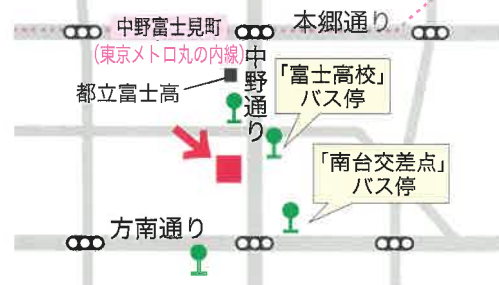 中野富士見町
本郷通り
(東京メトロ丸の内線)
中野通り
都立富士高
「富士高校」
バス停
「南台交差点」
バス停
方南通り